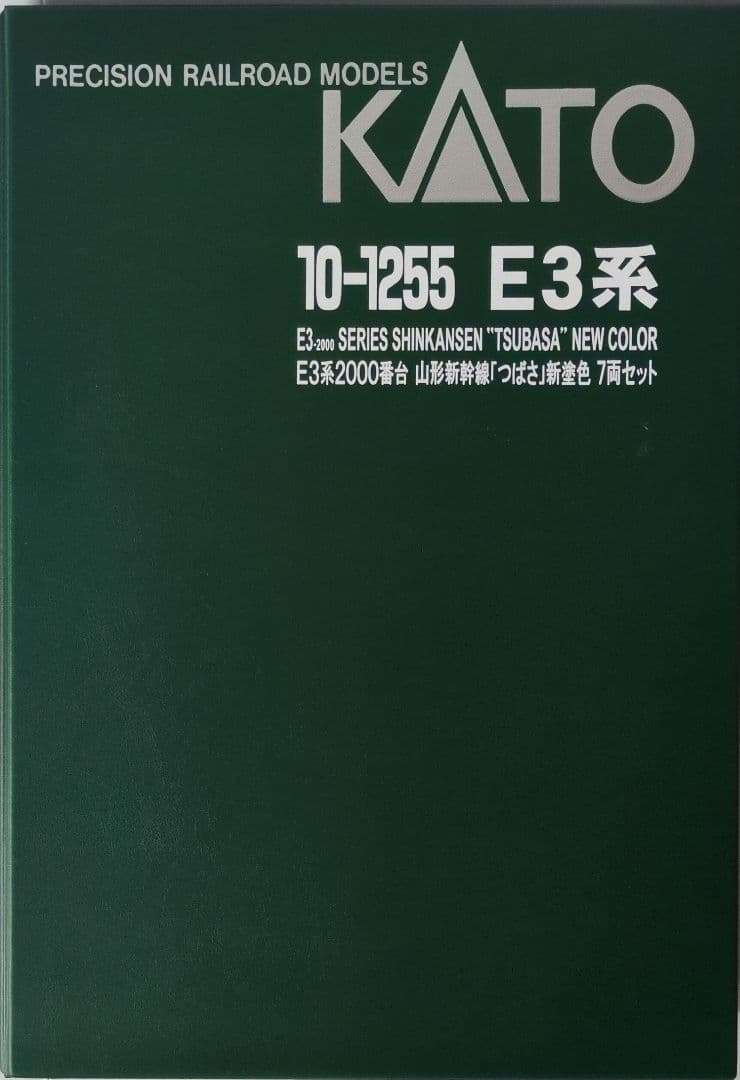 PRECISION RAILROAD MODELS
KATO
10-1255 E3系
E3-2000 SERIES SHINKANSEN "TSUBASA" NEW COLOR
E3系2000番台 山形新幹線「つばさ」新塗色 7両セット